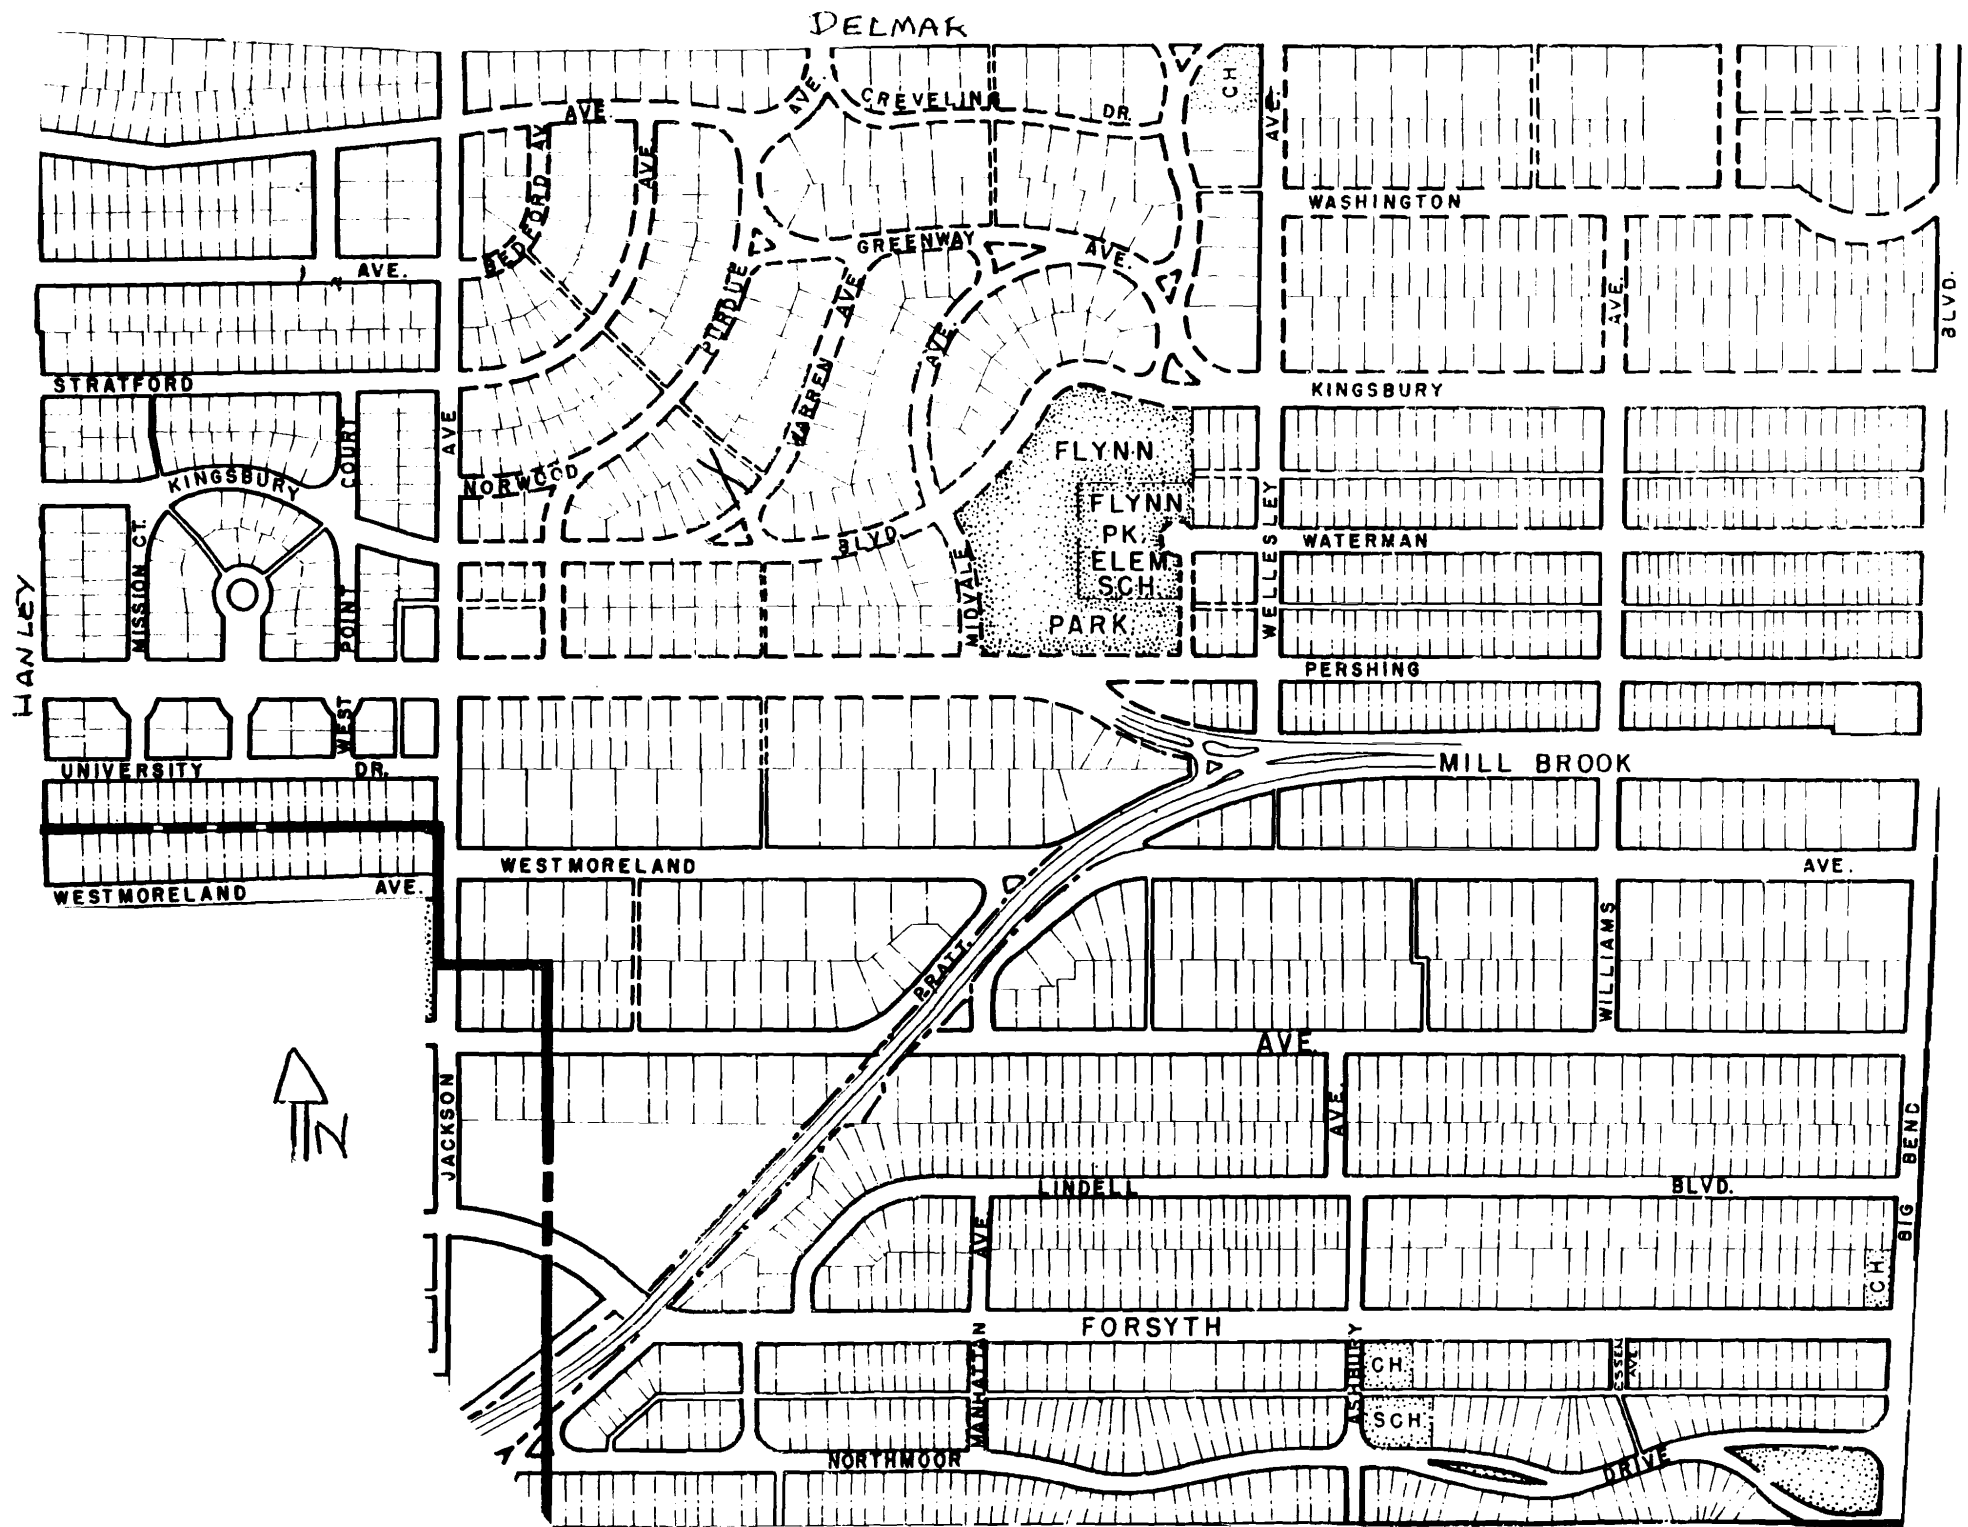 DELMAR
AVE.
CREVELING
DR.
CH
AVE.
AVE
BEDFORD AV
AVE
WASHINGTON
GREENWAY
AVE.
AVE.
PURDUE
AVE
AVE.
AVE.
BLVD.
STRATFORD
KINGSBURY
WARREN
COURT
AVE
FLYNN
KINGSBURY
NORWOOD
FLYNN
PK.
ELEM
SCH.
PARK
WELLESLEY
WATERMAN
BLVD.
MIDVALE
MISSION CT.
POINT
HANLEY
PERSHING
WEST
UNIVERSITY
DR.
MILL BROOK
WESTMORELAND
AVE.
WESTMORELAND
AVE.
WILLIAMS
PRATT
AVE.
N
JACKSON
AVE.
BEND
LINDELL
BLVD.
BIG
AVE
CH.
FORSYTH
MANHATTAN
ASHBURY
CH.
ESSEN
AVE.
SCH.
NORTHMOOR
DRIVE